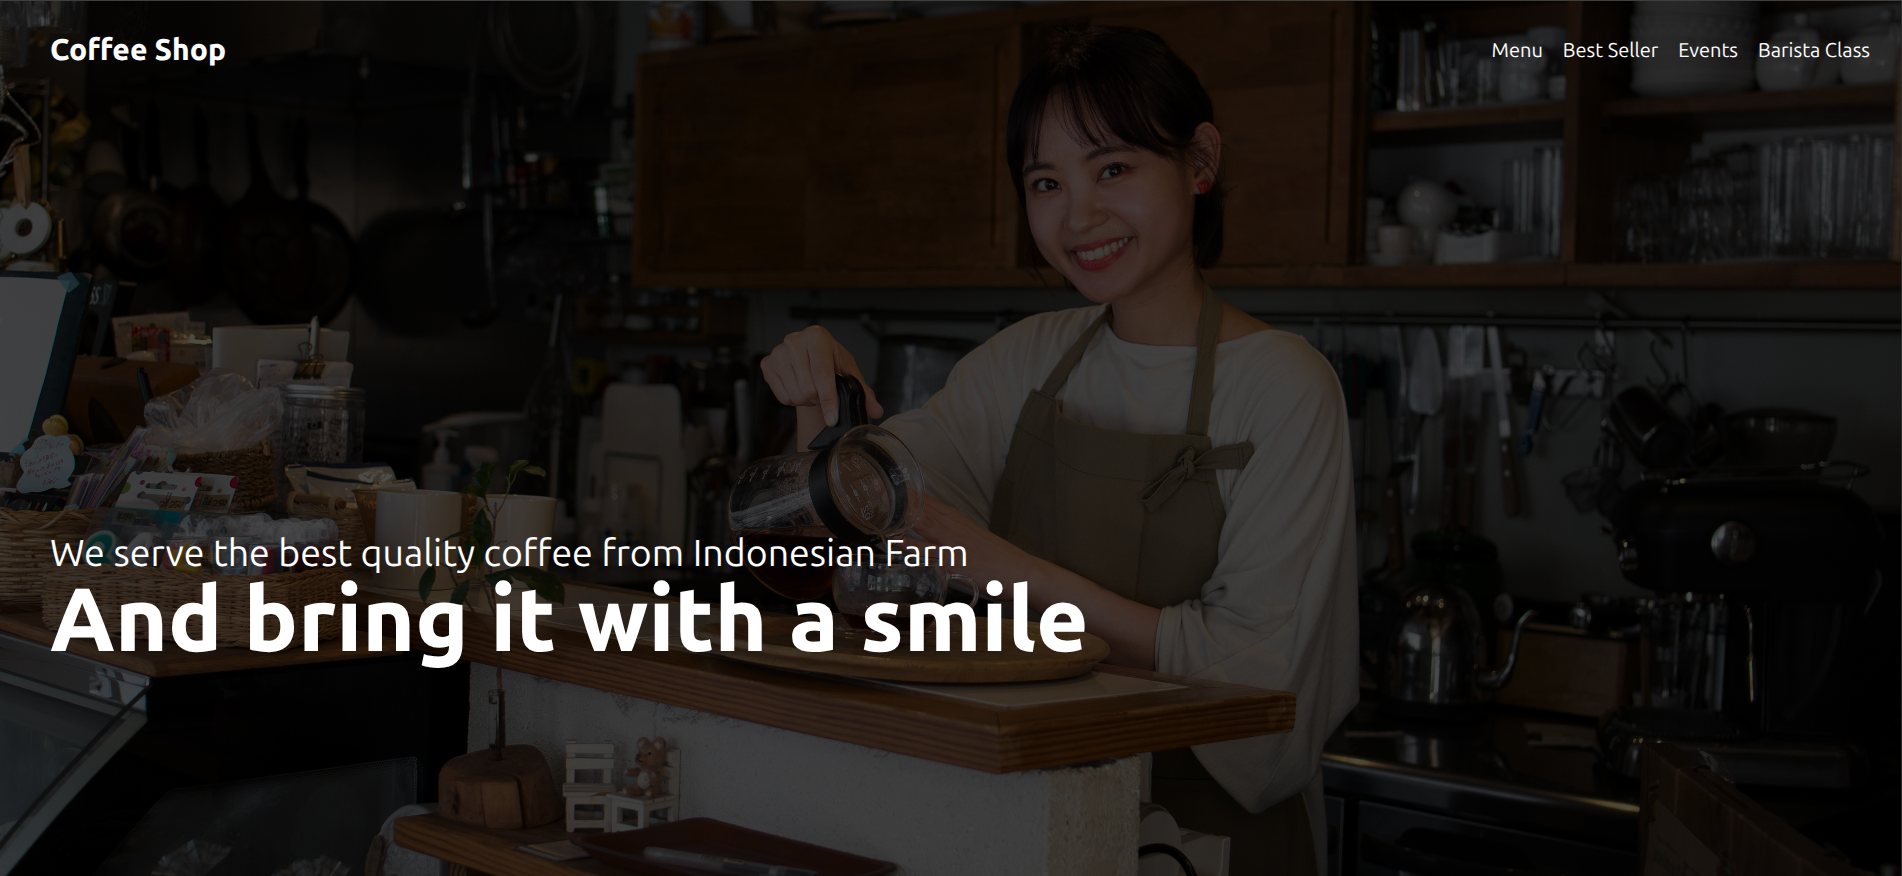 Coffee Shop
Menu Best Seller Events Barista Class
We serve the best quality coffee from Indonesian Farm
And bring it with a smile